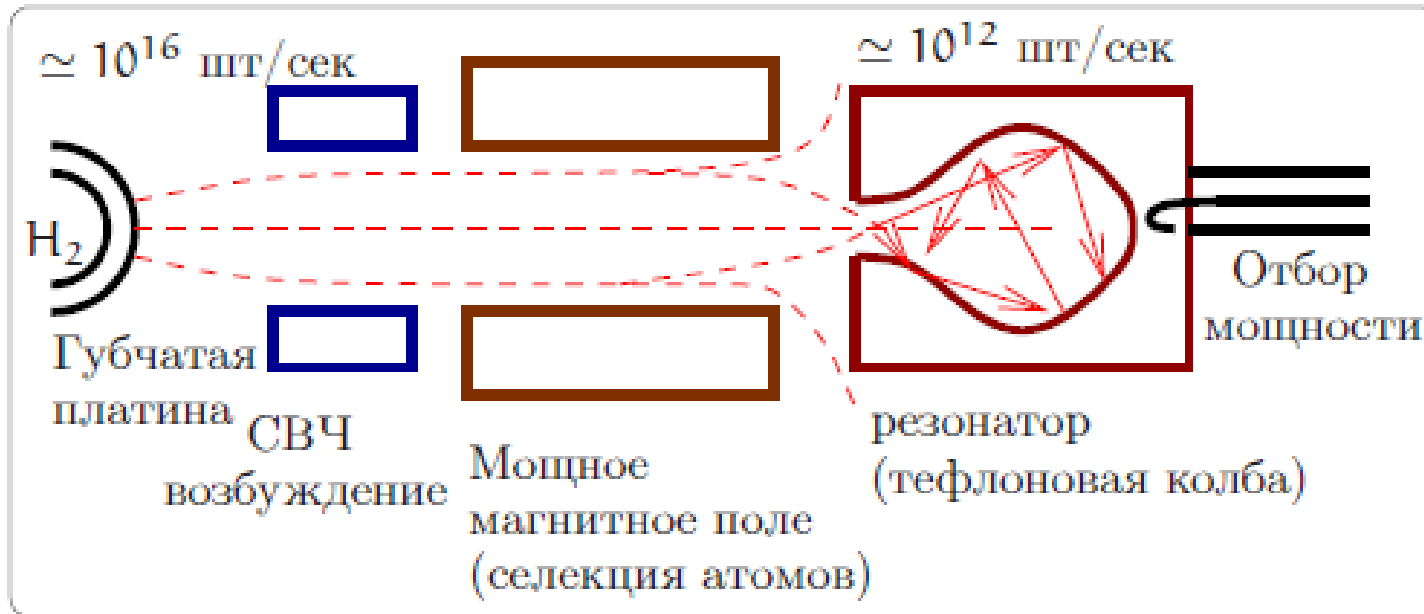 ≃ 10¹⁶ шт/сек
≃ 10¹² шт/сек
H₂
Губчатая
платина
СВЧ
возбуждение
Мощное
магнитное поле
(селекция атомов)
резонатор
(тефлоновая колба)
Отбор
мощности